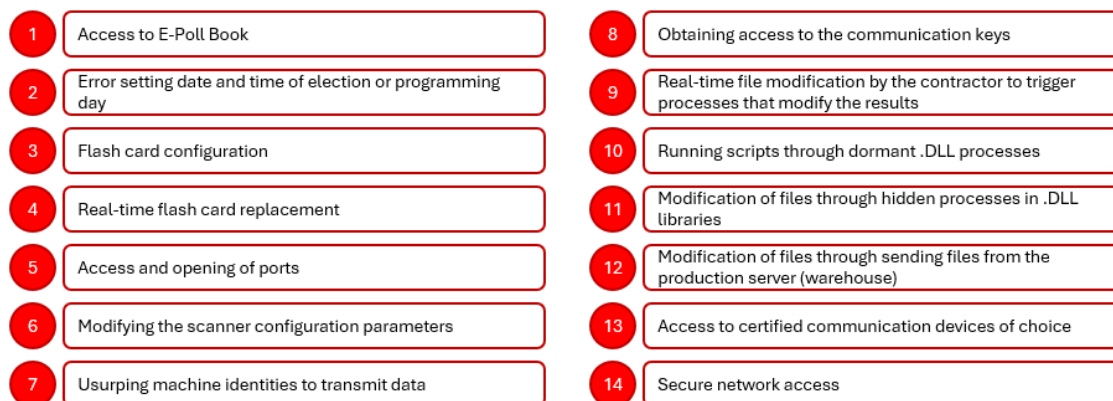 1 Access to E-Poll Book
2 Error setting date and time of election or programming
day
3 Flash card configuration
4 Real-time flash card replacement
5 Access and opening of ports
6 Modifying the scanner configuration parameters
7 Usurping machine identities to transmit data
8 Obtaining access to the communication keys
9 Real-time file modification by the contractor to trigger
processes that modify the results
10 Running scripts through dormant .DLL processes
11 Modification of files through hidden processes in .DLL
libraries
12 Modification of files through sending files from the
production server (warehouse)
13 Access to certified communication devices of choice
14 Secure network access